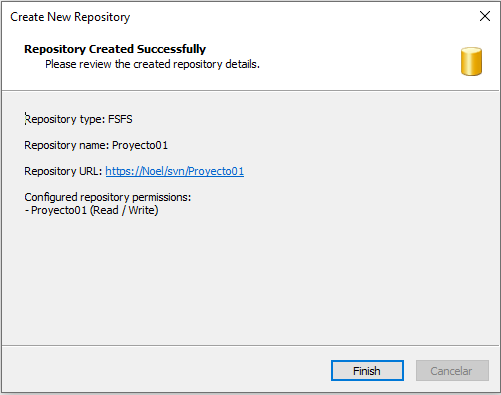 Create New Repository
Repository Created Successfully
Please review the created repository details.
Repository type: FSFS
Repository name: Proyecto01
Repository URL: https://Noel/svn/Proyecto01
Configured repository permissions:
- Proyecto01 (Read / Write)
Finish
Cancelar